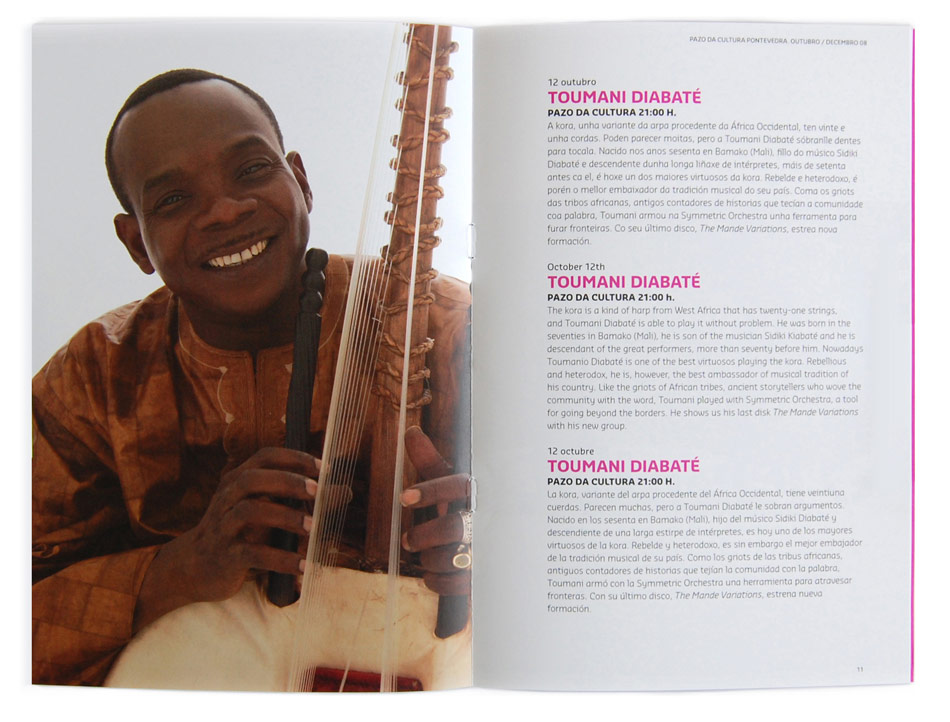 PAZO DA CULTURA PONTEVEDRA. OUTUBRO / DECEMBRO 08
12 outubro
TOUMANI DIABATÉ
PAZO DA CULTURA 21:00 H.
A kora, unha variante da arpa procedente da África Occidental, ten vinte e
unha cordas. Poden parecer moitas, pero a Toumani Diabaté sóbranlle dentes
para tocala. Nacido nos anos sesenta en Bamako (Mali), fillo do músico Sidiki
Diabaté e descendente dunha longa liñaxe de intérpretes, máis de setenta
antes ca el, é hoxe un dos maiores virtuosos da kora. Rebelde e heterodoxo, é
porén o mellor embaixador da tradición musical do seu país. Coma os griots
das tribos africanas, antigos contadores de historias que tecían a comunidade
coa palabra, Toumani armou na Symmetric Orchestra unha ferramenta para
furar fronteiras. Co seu último disco, The Mande Variations, estrea nova
formación.
October 12th
TOUMANI DIABATÉ
PAZO DA CULTURA 21:00 h.
The kora is a kind of harp from West Africa that has twenty-one strings,
and Toumani Diabaté is able to play it without problem. He was born in the
seventies in Bamako (Mali), he is son of the musician Sidiki Kiabaté and he is
descendant of the great performers, more than seventy before him. Nowadays
Toumanio Diabaté is one of the best virtuosos playing the kora. Rebellious
and heterodox, he is, however, the best ambassador of musical tradition of
his country. Like the griots of African tribes, ancient storytellers who wove the
community with the word, Toumani played with Symmetric Orchestra, a tool
for going beyond the borders. He shows us his last disk The Mande Variations
with his new group.
12 octubre
TOUMANI DIABATÉ
PAZO DA CULTURA 21:00 H.
La kora, variante del arpa procedente del África Occidental, tiene veintiuna
cuerdas. Parecen muchas, pero a Toumani Diabaté le sobran argumentos.
Nacido en los sesenta en Bamako (Mali), hijo del músico Sidiki Diabaté y
descendiente de una larga estirpe de intérpretes, es hoy uno de los mayores
virtuosos de la kora. Rebelde y heterodoxo, es sin embargo el mejor embajador
de la tradición musical de su país. Como los griots de las tribus africanas,
antiguos contadores de historias que tejían la comunidad con la palabra,
Toumani armó con la Symmetric Orchestra una herramienta para atravesar
fronteras. Con su último disco, The Mande Variations, estrena nueva
formación.
11